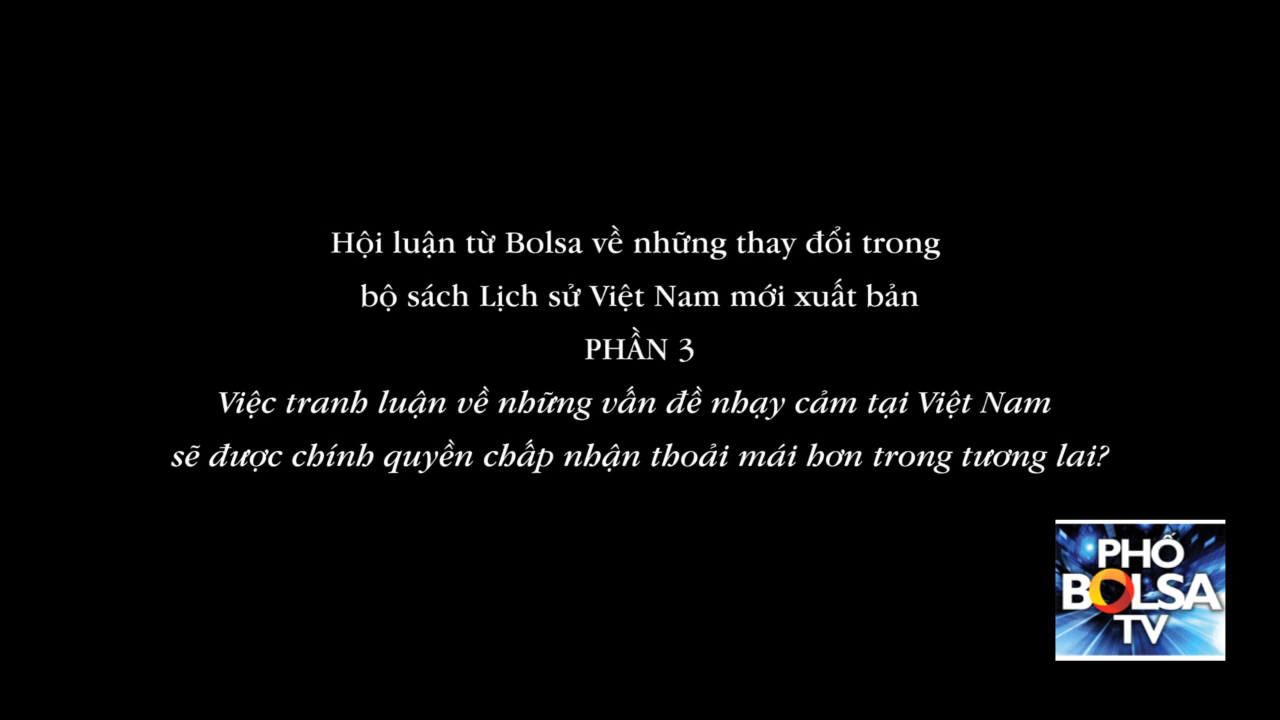 Hội luận từ Bolsa về những thay đổi trong
bộ sách Lịch sử Việt Nam mới xuất bản
PHẦN 3
Việc tranh luận về những vấn đề nhạy cảm tại Việt Nam
sẽ được chính quyền chấp nhận thoải mái hơn trong tương lai?
PHỐ
BOLSA
TV